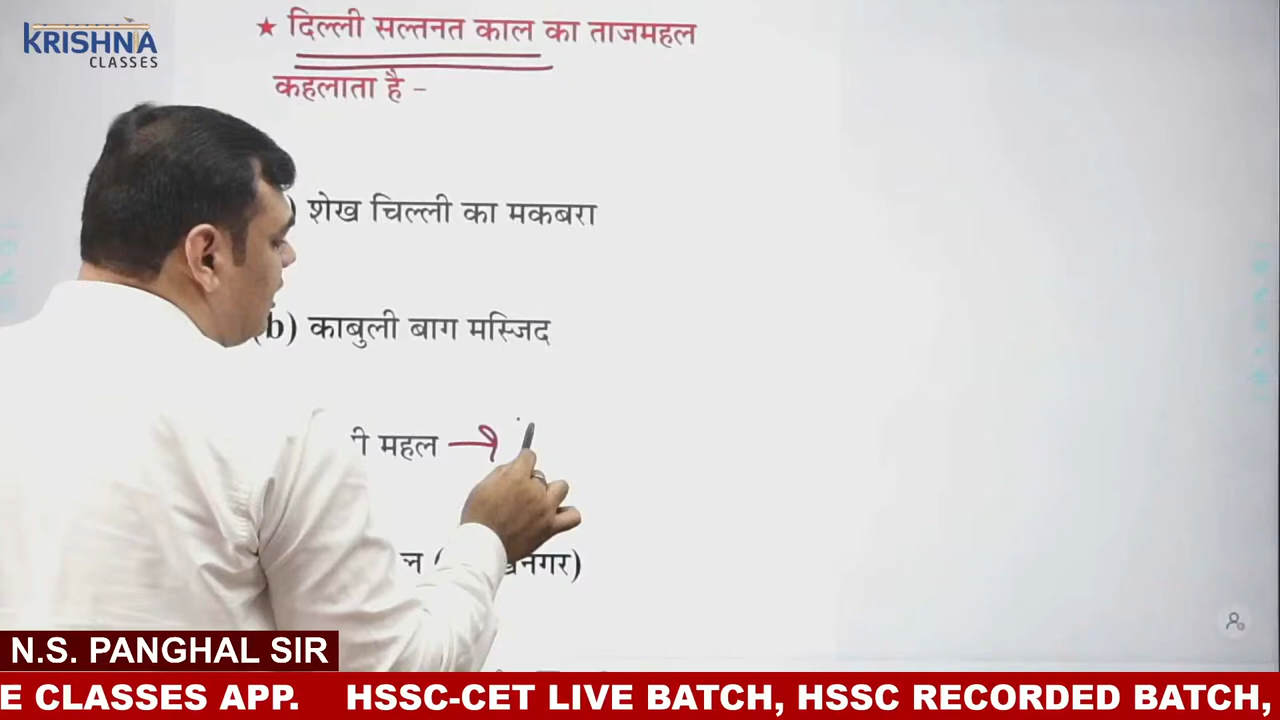 KRISHNA
CLASSES
★ दिल्ली सल्तनत काल का ताजमहल
कहलाता है -
) शेख चिल्ली का मकबरा
b) काबुली बाग मस्जिद
ी महल →
नगर)
N.S. PANGHAL SIR
E CLASSES APP. HSSC-CET LIVE BATCH, HSSC RECORDED BATCH,